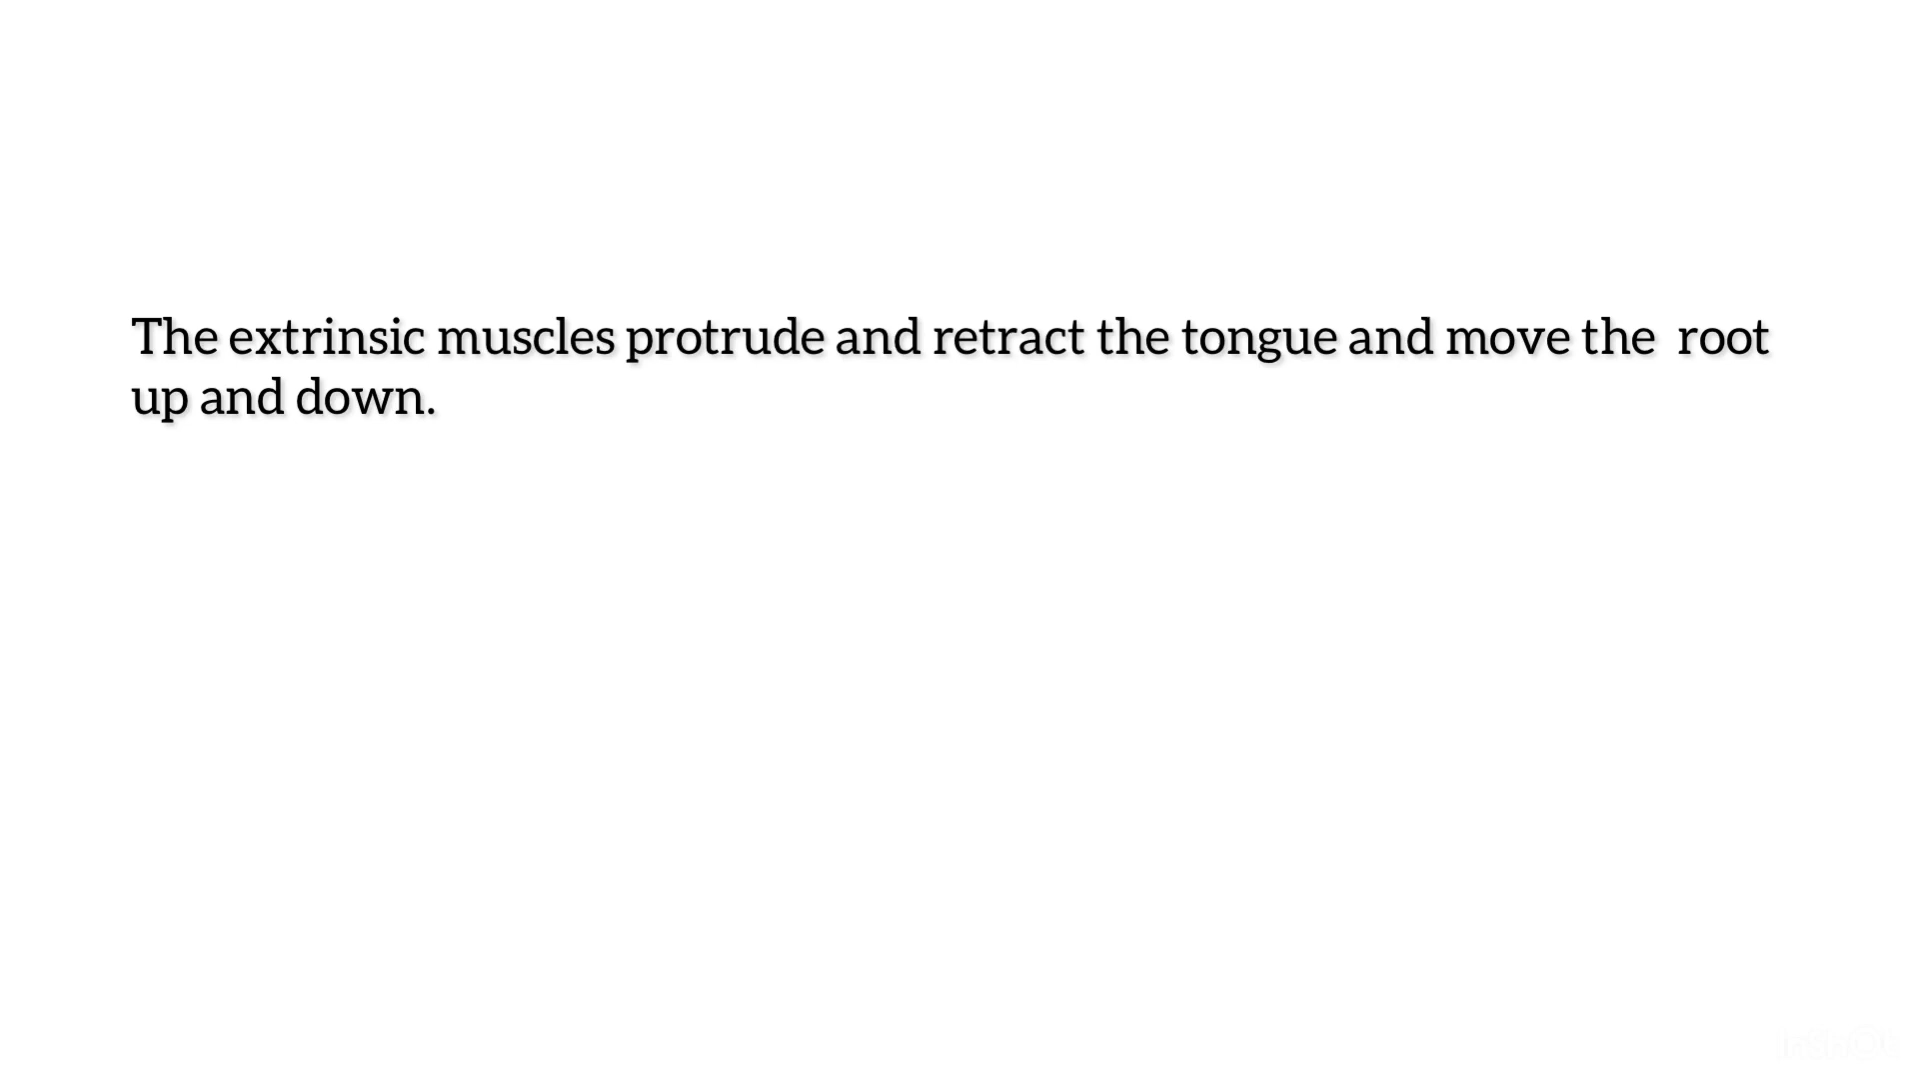 The extrinsic muscles protrude and retract the tongue and move the  root
up and down.